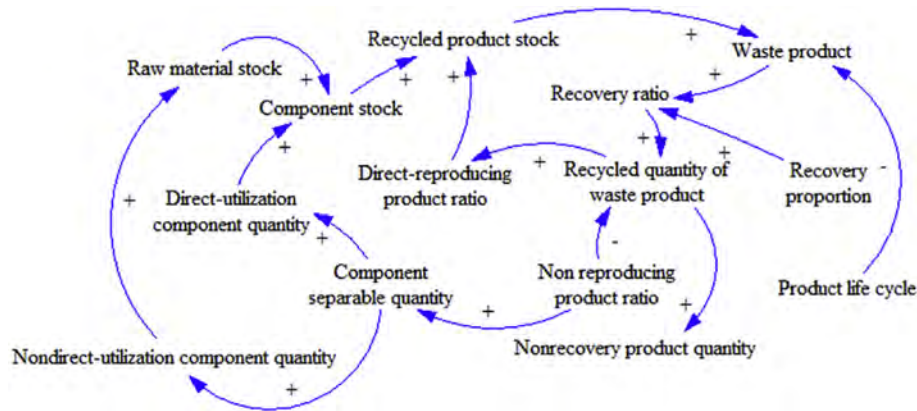 Recycled product stock
+
Waste product
Raw material stock
+
+
+
+
Component stock
Recovery ratio
+
+
+
Direct-reproducing
product ratio
+
Recycled quantity of
waste product
Recovery
proportion
-
+
Direct-utilization
component quantity
+
-
Component
separable quantity
Non reproducing
product ratio
Product life cycle
+
+
Nonrecovery product quantity
Nondirect-utilization component quantity
+